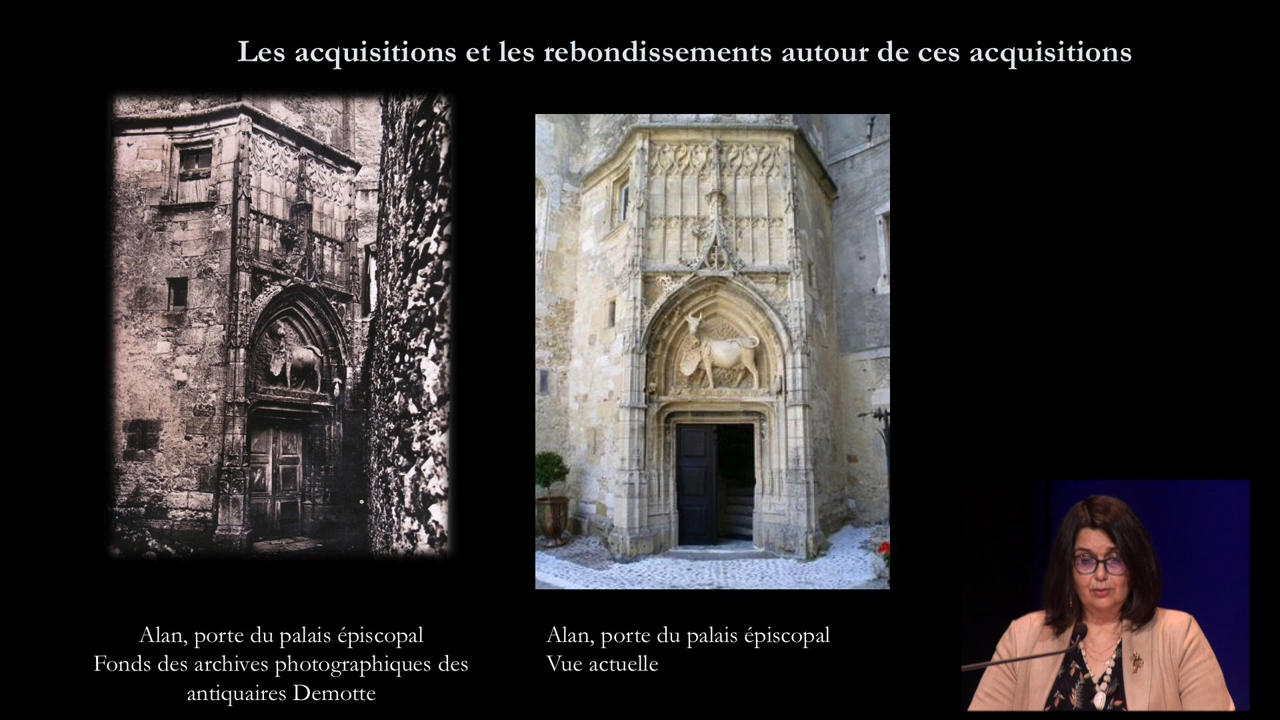 Les acquisitions et les rebondissements autour de ces acquisitions
Alan, porte du palais épiscopal
Fonds des archives photographiques des
antiquaires Demotte
Alan, porte du palais épiscopal
Vue actuelle